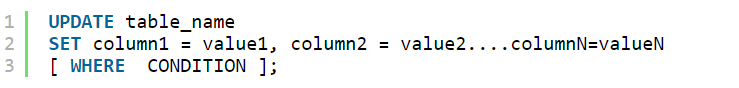 1 UPDATE table_name
2 SET column1 = value1, column2 = value2....columnN=valueN
3 [ WHERE  CONDITION ];